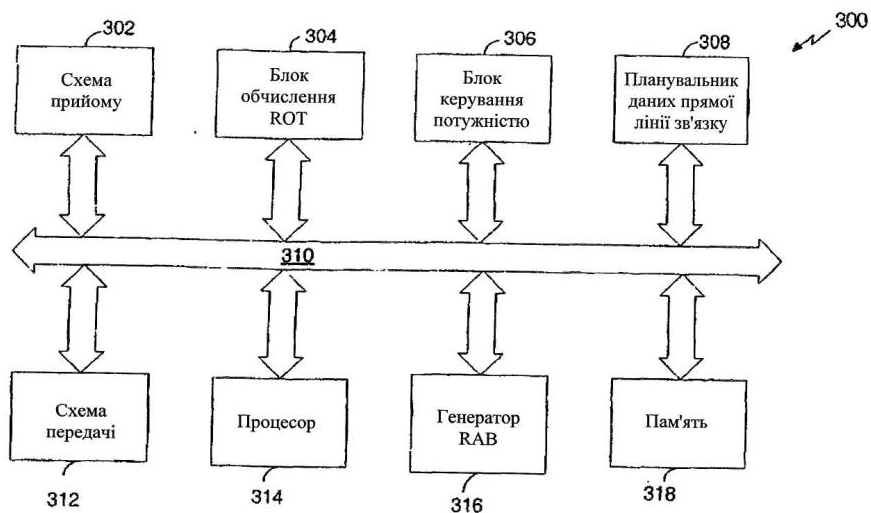 302
304
306
308
300
Схема
прийому
Блок
обчислення
ROT
Блок
керування
потужністю
Планувальник
даних прямої
лінії зв'язку
310
Схема
передачі
Процесор
Генератор
RAB
Пам'ять
312
314
316
318